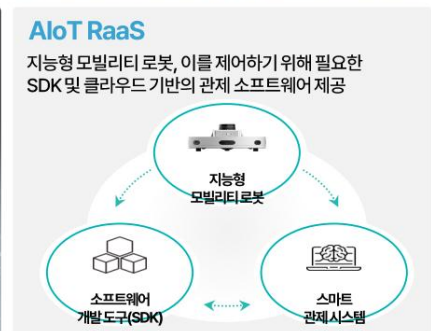 AIoT RaaS
지능형 모빌리티 로봇, 이를 제어하기 위해 필요한
SDK 및 클라우드 기반의 관제 소프트웨어 제공
지능형
모빌리티 로봇
소프트웨어
개발 도구(SDK)
스마트
관제 시스템